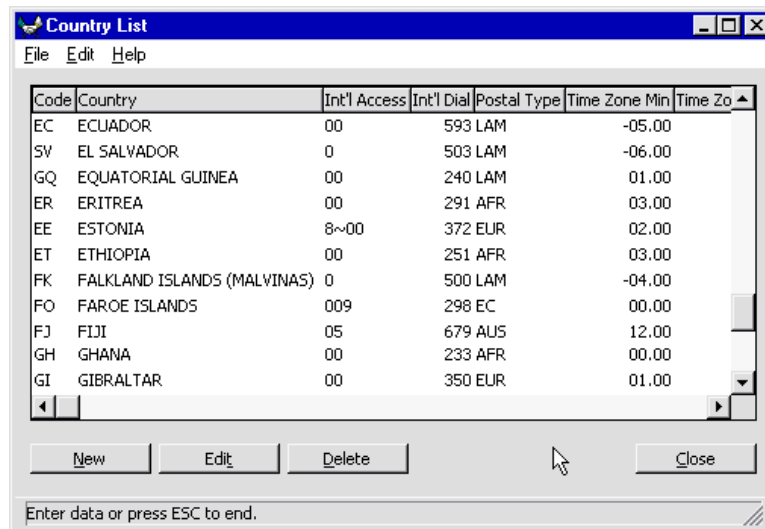 Country List
File Edit Help
Code Country Int'l Access Int'l Dial Postal Type Time Zone Min Time Zo
EC ECUADOR 00 593 LAM -05.00
SV EL SALVADOR 0 503 LAM -06.00
GQ EQUATORIAL GUINEA 00 240 LAM 01.00
ER ERITREA 00 291 AFR 03.00
EE ESTONIA 8~00 372 EUR 02.00
ET ETHIOPIA 00 251 AFR 03.00
FK FALKLAND ISLANDS (MALVINAS) 0 500 LAM -04.00
FO FAROE ISLANDS 009 298 EC 00.00
FJ FIJI 05 679 AUS 12.00
GH GHANA 00 233 AFR 00.00
GI GIBRALTAR 00 350 EUR 01.00
New Edit Delete Close
Enter data or press ESC to end.